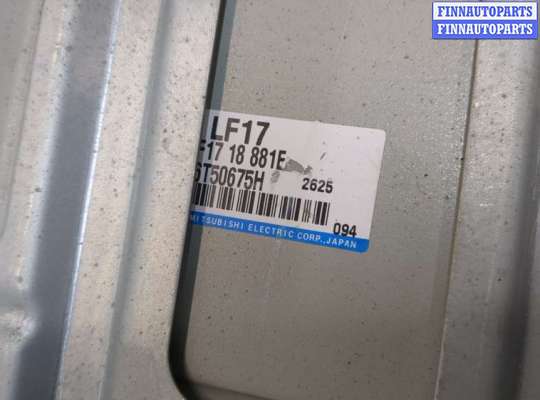 FINNAUTOPARTS
FINNAUTOPARTS
LF17
F17 18 881E
6T50675H 2625
094
MITSUBISHI ELECTRIC CORP., JAPAN